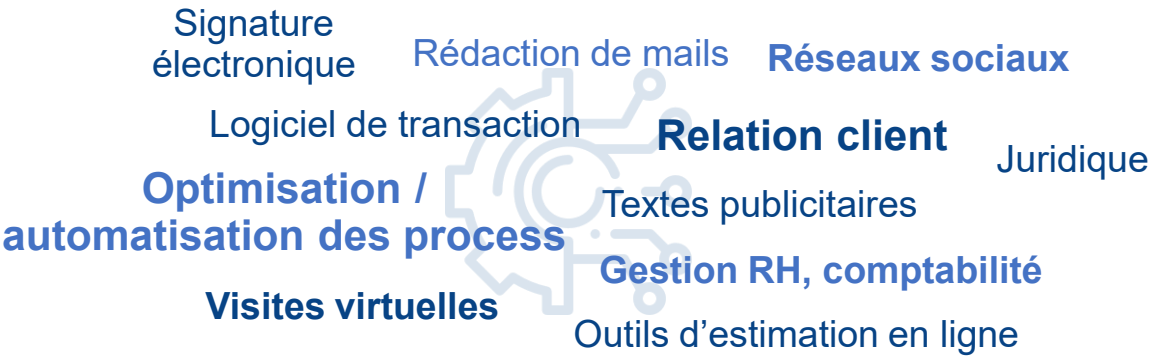 Signature
électronique
Rédaction de mails
Réseaux sociaux
Logiciel de transaction
Relation client
Juridique
Optimisation /
automatisation des process
Textes publicitaires
Gestion RH, comptabilité
Visites virtuelles
Outils d’estimation en ligne